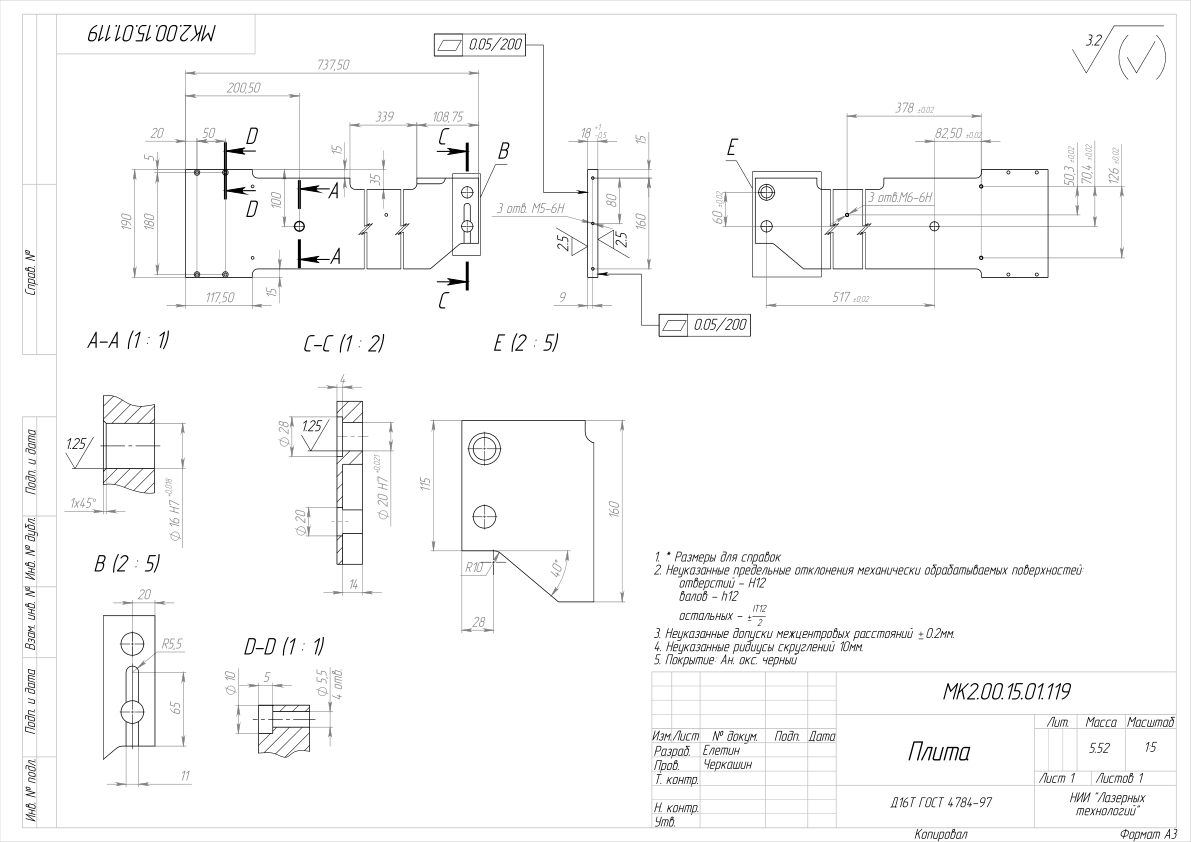 МК2.00.15.01.119
0.05/200
3.2
737,50
200,50
339
108,75
20
50
D
C
B
15
35
5
190
180
100
A
D
A
C
117,50
15
18 +1 -0,5
15
3 отв. М5-6Н
80
160
2.5
2.5
9
0.05/200
378 ±0,02
82,50 ±0,02
E
50,3 ±0,02
70,4 ±0,02
126 ±0,02
60 ±0,02
3 отв.М6-6Н
517 ±0,02
A-A (1 : 1)
1.25
1x45°
∅ 16 H7 +0,018
C-C (1 : 2)
4
∅ 28
1.25
∅ 20 H7 +0,021
∅ 20
14
E (2 : 5)
115
160
R10
40°
28
B (2 : 5)
20
R5,5
65
11
D-D (1 : 1)
∅ 10
5
∅ 5,5
4 отв.
1. * Размеры для справок
2. Неуказанные предельные отклонения механически обрабатываемых поверхностей:
отверстий - Н12
валов - h12
остальных - ± IT12/2
3. Неуказанные допуски межцентровых расстояний ± 0.2мм.
4. Неуказанные радиусы скруглений 10мм.
5. Покрытие: Ан. окс. черный
Справ. №
Подп. и дата
Инв. № дубл.
Взам. инв. №
Подп. и дата
Инв. № подл.
МК2.00.15.01.119
Изм.
Лист
№ докум.
Подп.
Дата
Разраб. Елетин
Пров. Черкашин
Т. контр.
Н. контр.
Утв.
Плита
Лит.
Масса
Масштаб
5.52
1:5
Лист 1
Листов 1
Д16Т ГОСТ 4784-97
НИИ "Лазерных
технологий"
Копировал
Формат А3